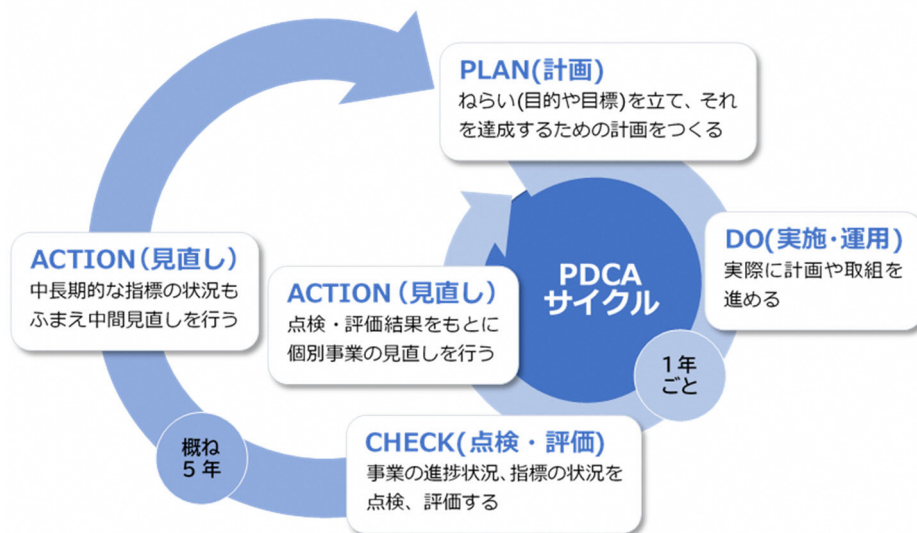 PLAN(計画)
ねらい(目的や目標)を立て、それ
を達成するための計画をつくる
DO(実施・運用)
実際に計画や取組を
進める
PDCA
サイクル
1年
ごと
CHECK(点検・評価)
事業の進捗状況、指標の状況を
点検、評価する
ACTION(見直し)
点検・評価結果をもとに
個別事業の見直しを行う
ACTION(見直し)
中長期的な指標の状況も
ふまえ中間見直しを行う
概ね
5年